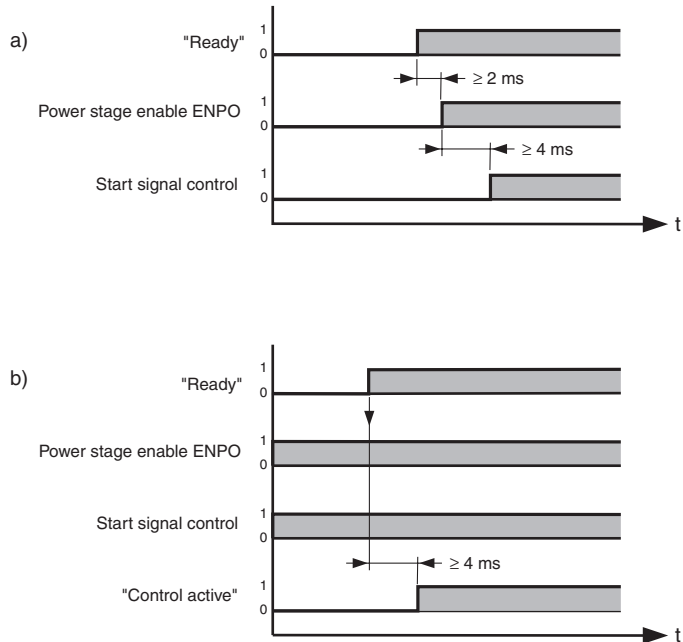 a)
"Ready"
1
0
≥ 2 ms
Power stage enable ENPO
1
0
≥ 4 ms
Start signal control
1
0
t
b)
"Ready"
1
0
Power stage enable ENPO
1
0
Start signal control
1
0
≥ 4 ms
"Control active"
1
0
t